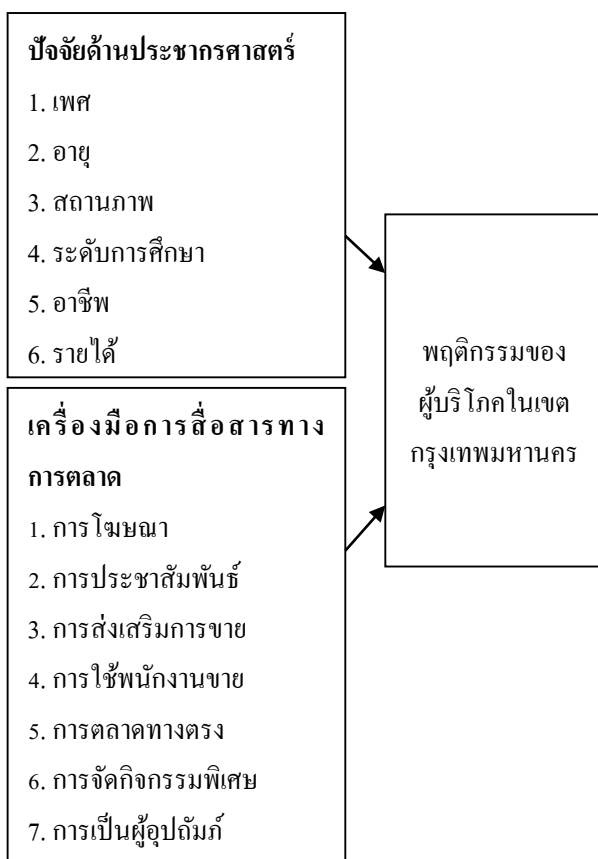 ปัจจัยด้านประชากรศาสตร์
1. เพศ
2. อายุ
3. สถานภาพ
4. ระดับการศึกษา
5. อาชีพ
6. รายได้
เครื่องมือการสื่อสารทาง
การตลาด
1. การโฆษณา
2. การประชาสัมพันธ์
3. การส่งเสริมการขาย
4. การใช้พนักงานขาย
5. การตลาดทางตรง
6. การจัดกิจกรรมพิเศษ
7. การเป็นผู้อุปถัมภ์
พฤติกรรมของ
ผู้บริโภคในเขต
กรุงเทพมหานคร